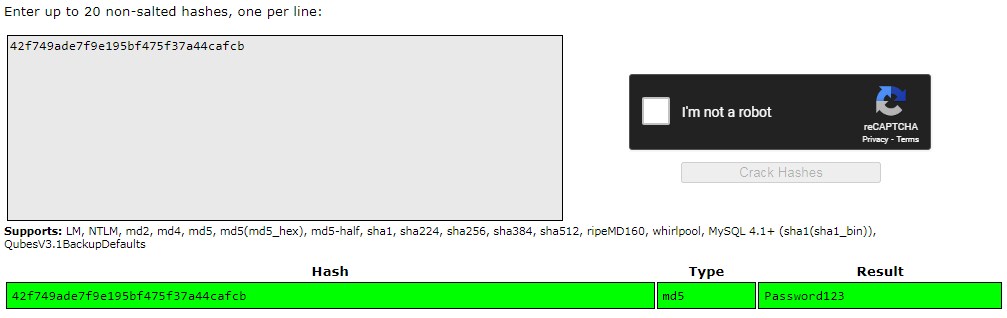 Enter up to 20 non-salted hashes, one per line:
42f749ade7f9e195bf475f37a44cafcb
I'm not a robot
reCAPTCHA
Privacy - Terms
Crack Hashes
Supports: LM, NTLM, md2, md4, md5, md5(md5_hex), md5-half, sha1, sha224, sha256, sha384, sha512, ripeMD160, whirlpool, MySQL 4.1+ (sha1(sha1_bin)),
QubesV3.1BackupDefaults
Hash Type Result
42f749ade7f9e195bf475f37a44cafcb md5 Password123